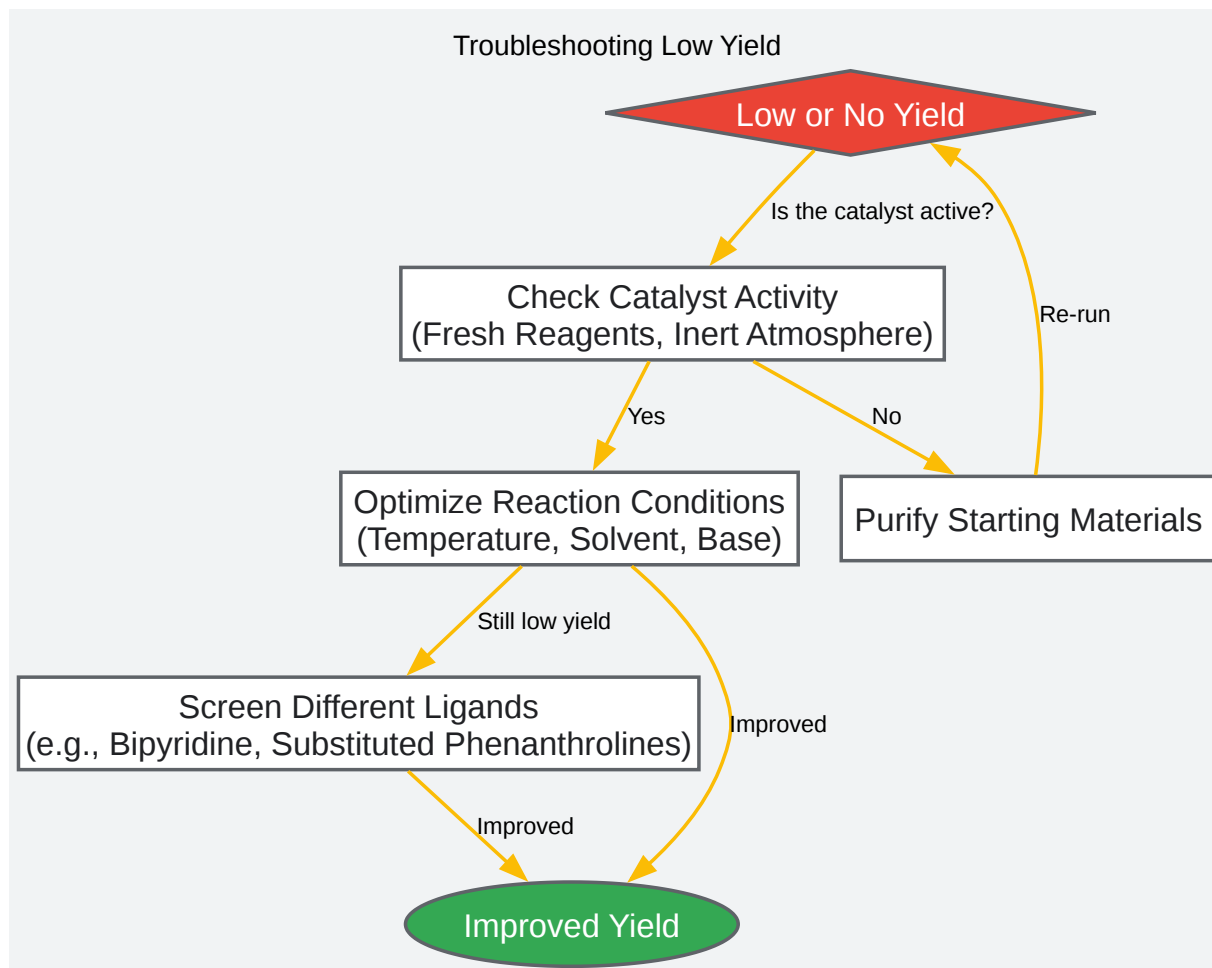 Troubleshooting Low Yield
Low or No Yield
Is the catalyst active?
Check Catalyst Activity
(Fresh Reagents, Inert Atmosphere)
Re-run
Yes
No
Optimize Reaction Conditions
(Temperature, Solvent, Base)
Purify Starting Materials
Still low yield
Screen Different Ligands
(e.g., Bipyridine, Substituted Phenanthrolines)
Improved
Improved
Improved Yield